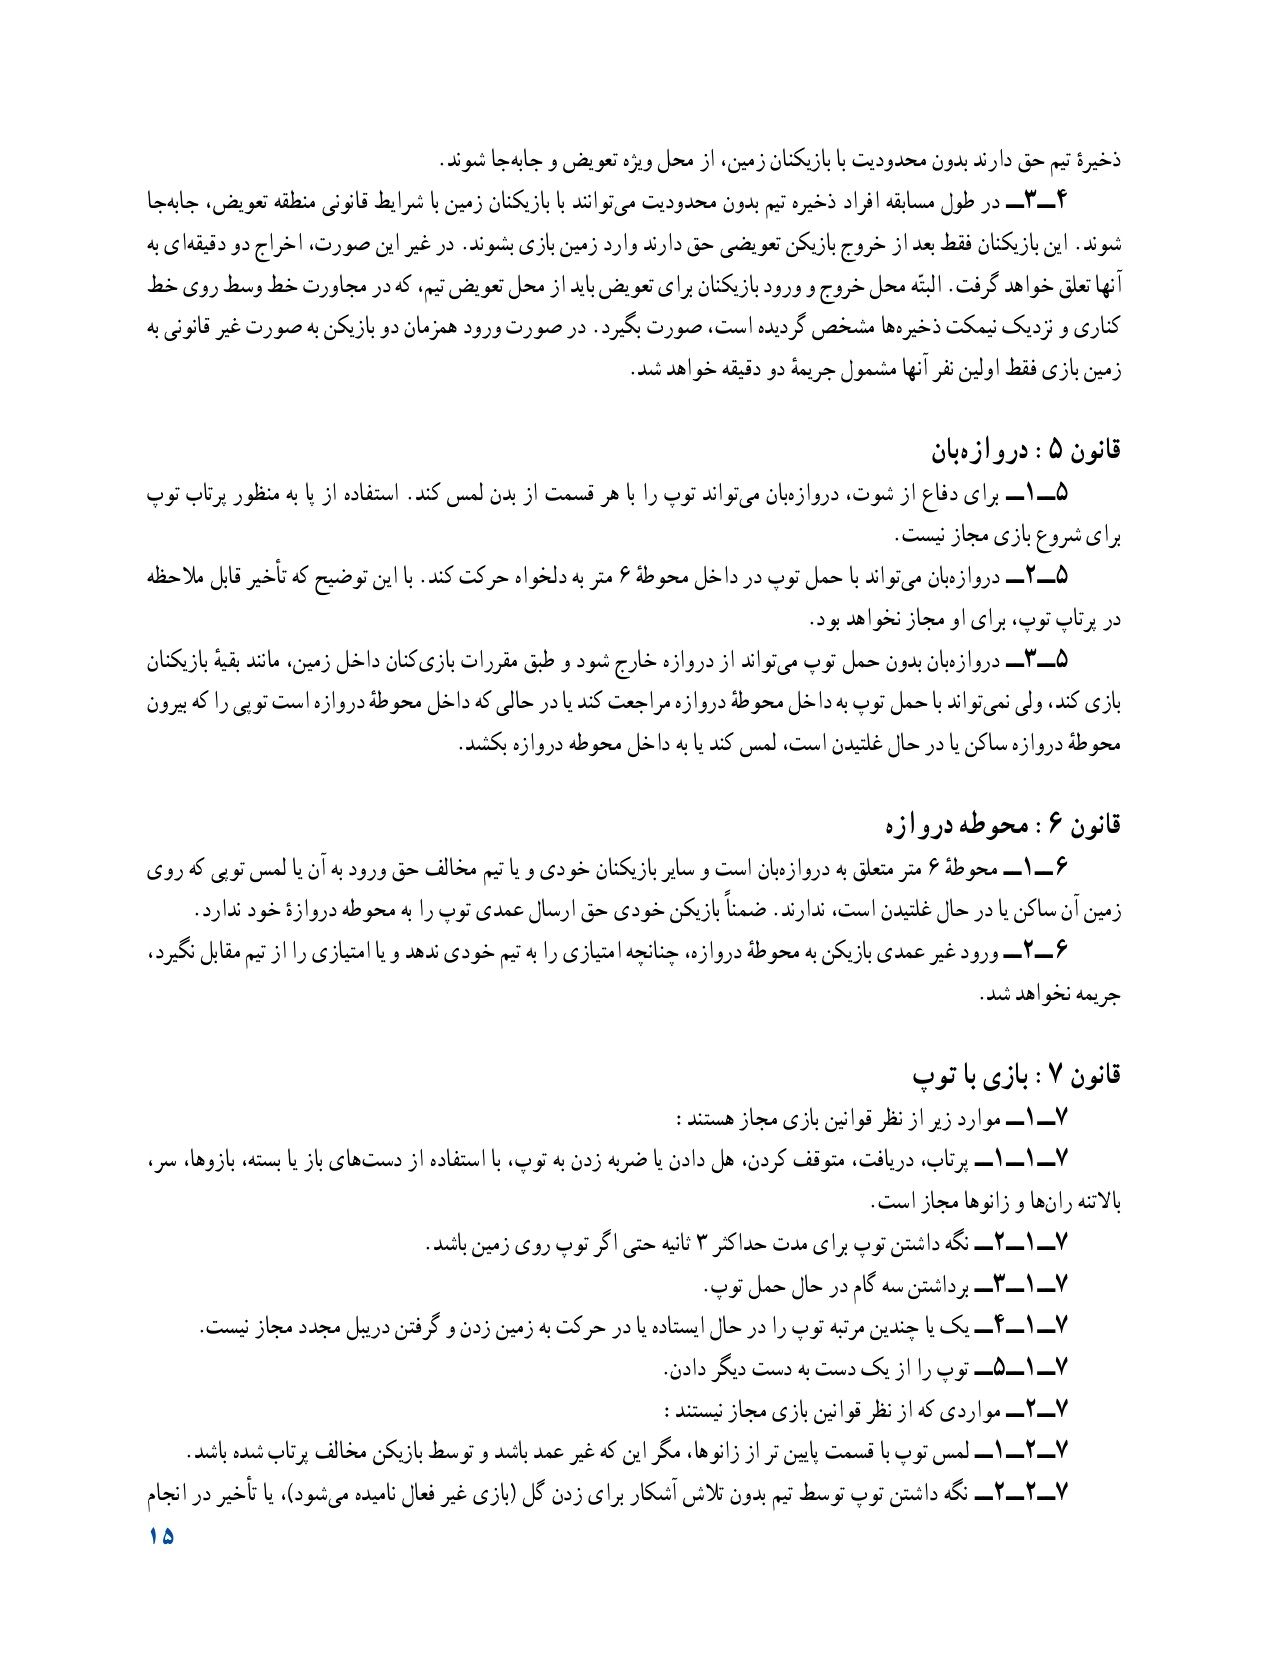 ذخیرهٔ تیم حق دارند بدون محدودیت با بازیکنان زمین، از محل ویژه تعویض و جابه‌جا شوند.
۴ــ۳ــ در طول مسابقه افراد ذخیره تیم بدون محدودیت می‌توانند با بازیکنان زمین با شرایط قانونی منطقه تعویض، جابه‌جا
شوند. این بازیکنان فقط بعد از خروج بازیکن تعویضی حق دارند وارد زمین بازی بشوند. در غیر این صورت، اخراج دو دقیقه‌ای به
آنها تعلق خواهد گرفت. البتّه محل خروج و ورود بازیکنان برای تعویض باید از محل تعویض تیم، که در مجاورت خط وسط روی خط
کناری و نزدیک نیمکت ذخیره‌ها مشخص گردیده است، صورت بگیرد. در صورت ورود همزمان دو بازیکن به صورت غیر قانونی به
زمین بازی فقط اولین نفر آنها مشمول جریمهٔ دو دقیقه خواهد شد.
قانون ۵ : دروازه‌بان
۵ــ۱ــ برای دفاع از شوت، دروازه‌بان می‌تواند توپ را با هر قسمت از بدن لمس کند. استفاده از پا به منظور پرتاب توپ
برای شروع بازی مجاز نیست.
۵ــ۲ــ دروازه‌بان می‌تواند با حمل توپ در داخل محوطهٔ ۶ متر به دلخواه حرکت کند. با این توضیح که تأخیر قابل ملاحظه
در پرتاپ توپ، برای او مجاز نخواهد بود.
۵ــ۳ــ دروازه‌بان بدون حمل توپ می‌تواند از دروازه خارج شود و طبق مقررات بازی‌کنان داخل زمین، مانند بقیهٔ بازیکنان
بازی کند، ولی نمی‌تواند با حمل توپ به داخل محوطهٔ دروازه مراجعت کند یا در حالی که داخل محوطهٔ دروازه است توپی را که بیرون
محوطهٔ دروازه ساکن یا در حال غلتیدن است، لمس کند یا به داخل محوطه دروازه بکشد.
قانون ۶ : محوطه دروازه
۶ــ۱ــ محوطهٔ ۶ متر متعلق به دروازه‌بان است و سایر بازیکنان خودی و یا تیم مخالف حق ورود به آن یا لمس توپی که روی
زمین آن ساکن یا در حال غلتیدن است، ندارند. ضمناً بازیکن خودی حق ارسال عمدی توپ را به محوطه دروازهٔ خود ندارد.
۶ــ۲ــ ورود غیر عمدی بازیکن به محوطهٔ دروازه، چنانچه امتیازی را به تیم خودی ندهد و یا امتیازی را از تیم مقابل نگیرد،
جریمه نخواهد شد.
قانون ۷ : بازی با توپ
۷ــ۱ــ موارد زیر از نظر قوانین بازی مجاز هستند :
۷ــ۱ــ۱ــ پرتاب، دریافت، متوقف کردن، هل دادن یا ضربه زدن به توپ، با استفاده از دست‌های باز یا بسته، بازوها، سر،
بالاتنه ران‌ها و زانوها مجاز است.
۷ــ۱ــ۲ــ نگه داشتن توپ برای مدت حداکثر ۳ ثانیه حتی اگر توپ روی زمین باشد.
۷ــ۱ــ۳ــ برداشتن سه گام در حال حمل توپ.
۷ــ۱ــ۴ــ یک یا چندین مرتبه توپ را در حال ایستاده یا در حرکت به زمین زدن و گرفتن دریبل مجدد مجاز نیست.
۷ــ۱ــ۵ــ توپ را از یک دست به دست دیگر دادن.
۷ــ۲ــ مواردی که از نظر قوانین بازی مجاز نیستند :
۷ــ۲ــ۱ــ لمس توپ با قسمت پایین تر از زانوها، مگر این که غیر عمد باشد و توسط بازیکن مخالف پرتاب شده باشد.
۷ــ۲ــ۲ــ نگه داشتن توپ توسط تیم بدون تلاش آشکار برای زدن گل (بازی غیر فعال نامیده می‌شود)، یا تأخیر در انجام
۱۵